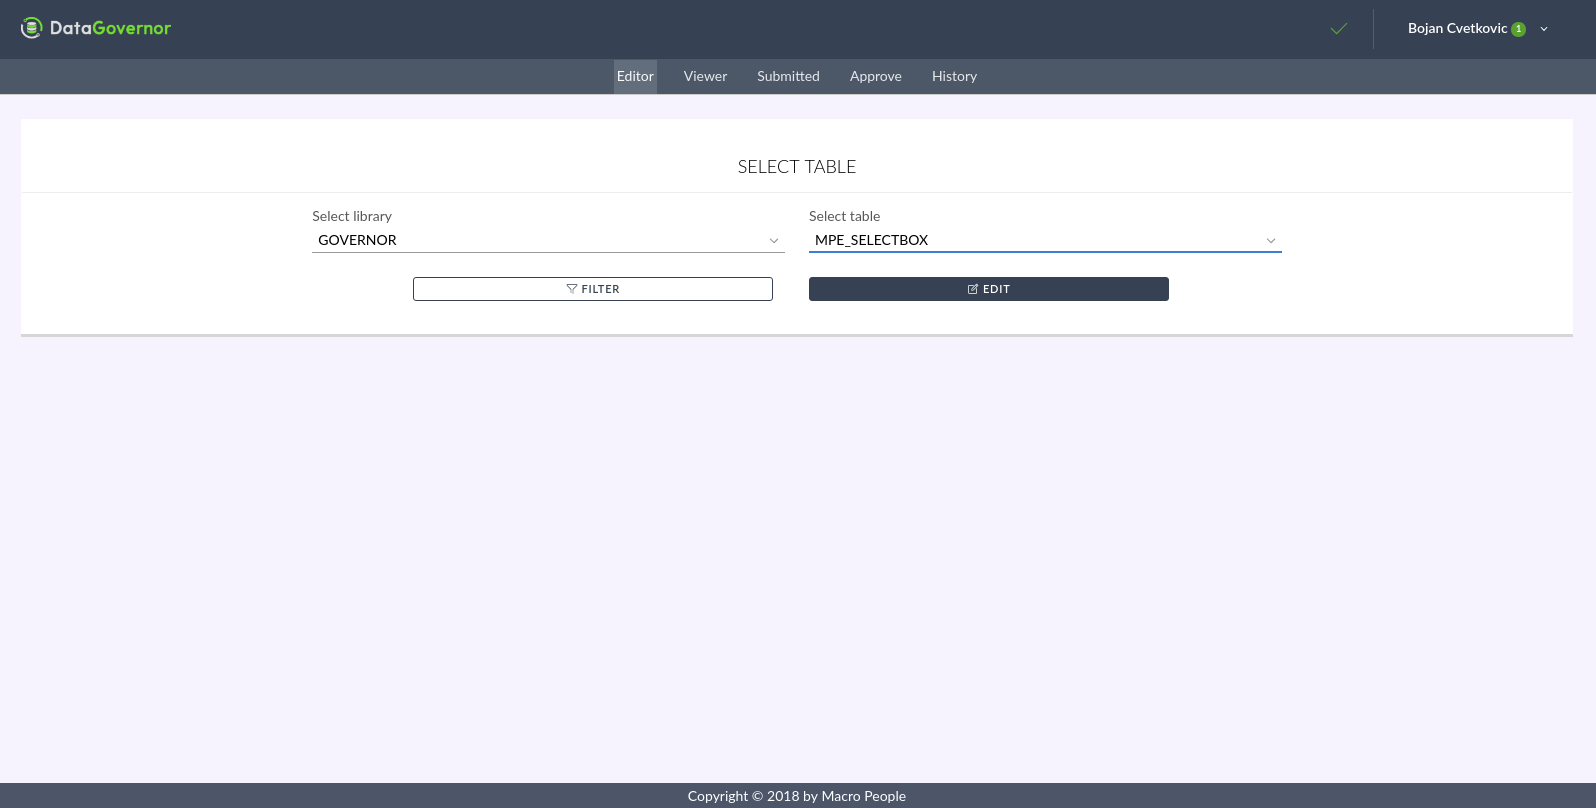 DataGovernor
Bojan Cvetkovic 1
Editor Viewer Submitted Approve History
SELECT TABLE
Select library Select table
GOVERNOR MPE_SELECTBOX
FILTER EDIT
Copyright © 2018 by Macro People